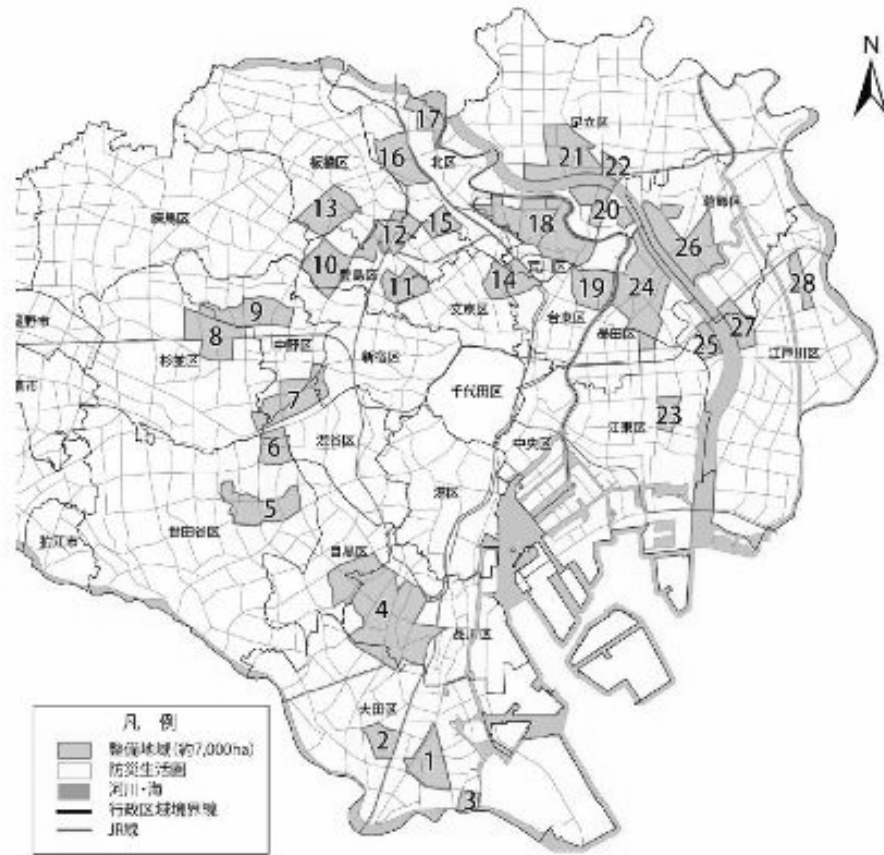 N
足立区
17
21
22
板橋区
16
北区
葛飾区
13
練馬区
12
15
18
20
26
10
豊島区
荒川区
14
11
文京区
19
24
28
台東区
墨田区
9
8
中野区
新宿区
27
25
江戸川区
杉並区
千代田区
7
23
江東区
6
渋谷区
中央区
港区
5
世田谷区
狛江市
目黒区
4
品川区
大田区
2
1
3
凡 例
整備地域(約7,000ha)
防災生活圏
河川・海
行政区域境界線
JR線